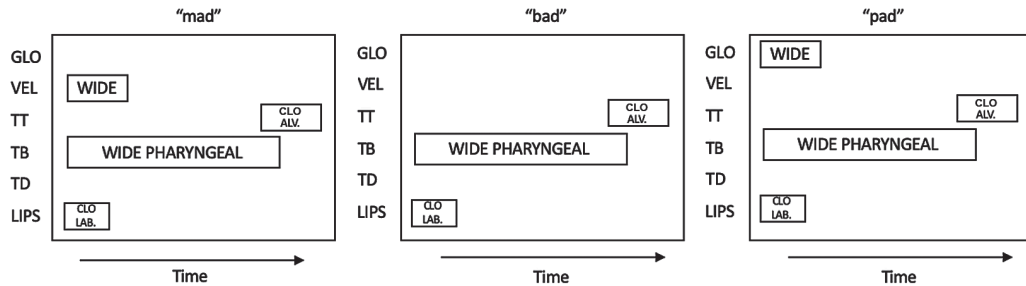 “mad”
GLO
VEL
WIDE
TT
CLO
ALV.
TB
WIDE PHARYNGEAL
TD
LIPS
CLO
LAB.
Time
“bad”
GLO
VEL
TT
CLO
ALV.
TB
WIDE PHARYNGEAL
TD
LIPS
CLO
LAB.
Time
“pad”
GLO
WIDE
VEL
TT
CLO
ALV.
TB
WIDE PHARYNGEAL
TD
LIPS
CLO
LAB.
Time